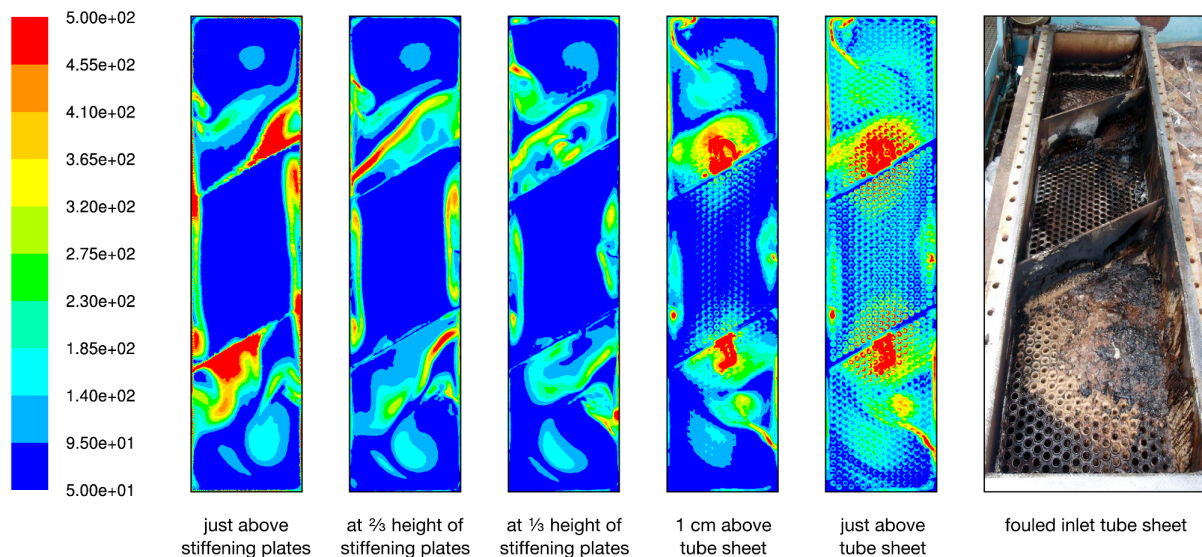 5.00e+02
4.55e+02
4.10e+02
3.65e+02
3.20e+02
2.75e+02
2.30e+02
1.85e+02
1.40e+02
9.50e+01
5.00e+01
just above
stiffening plates
at ⅔ height of
stiffening plates
at ⅓ height of
stiffening plates
1 cm above
tube sheet
just above
tube sheet
fouled inlet tube sheet